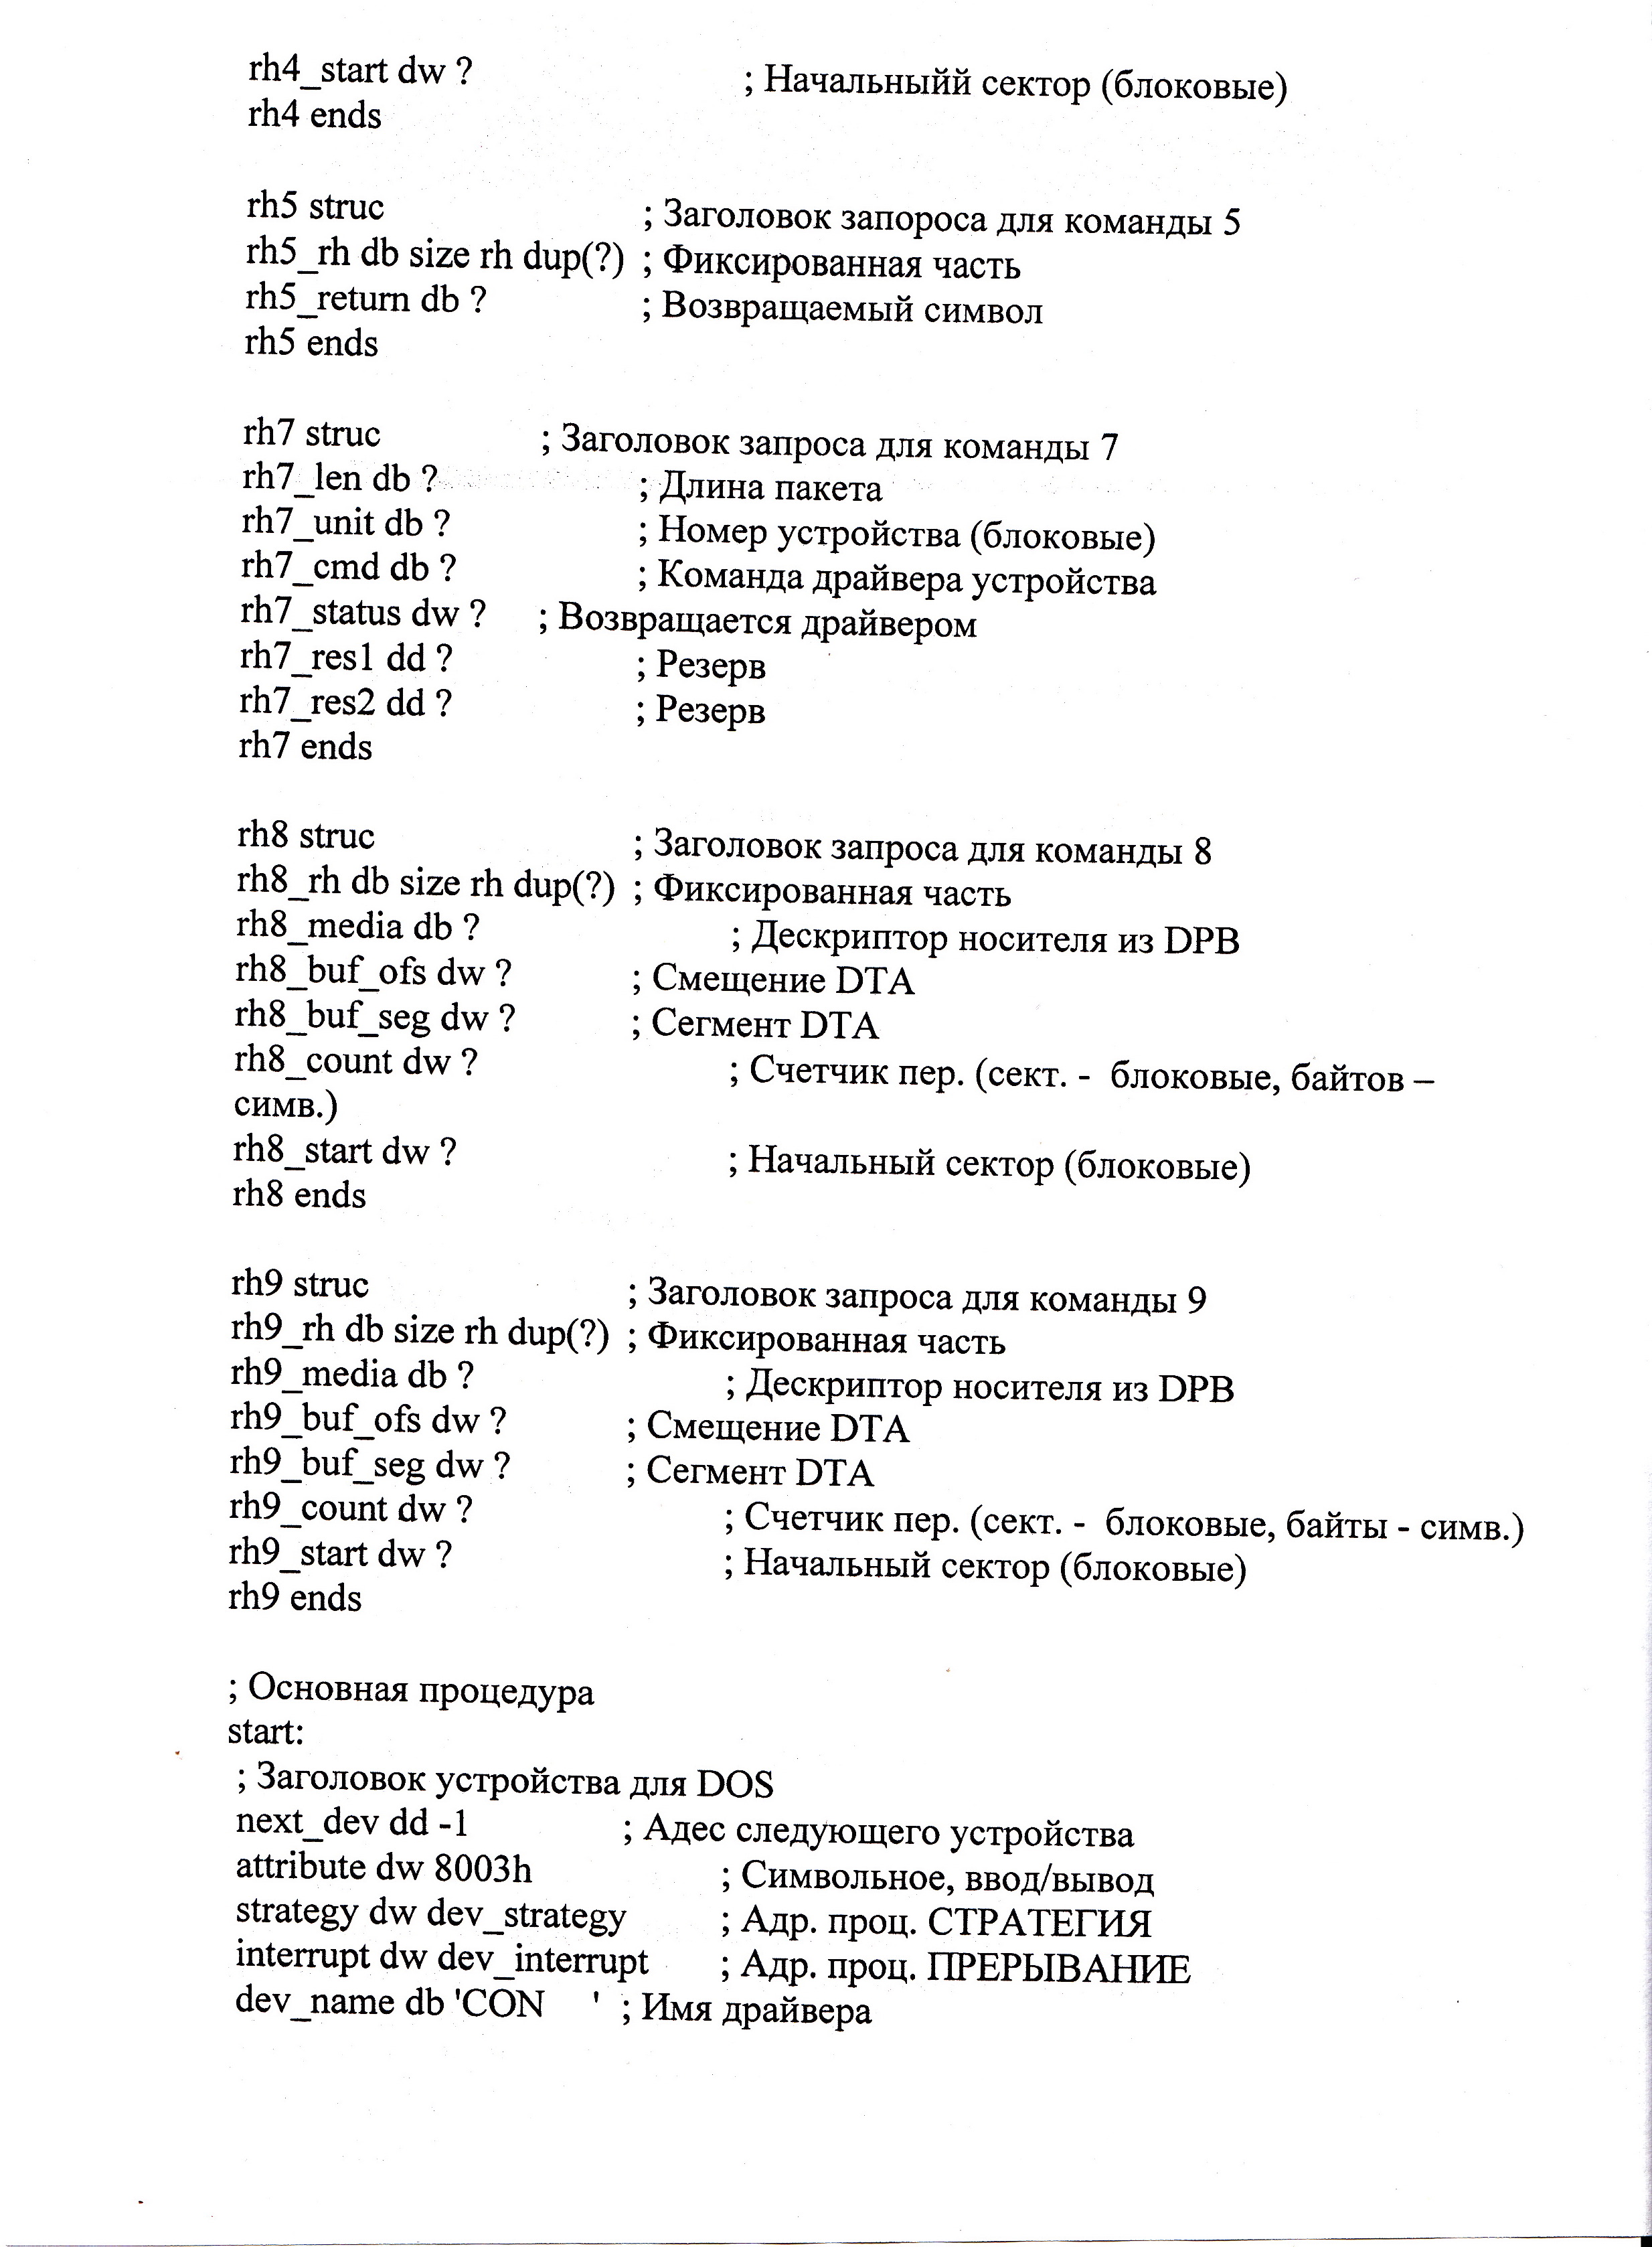 rh4_start dw ? ; Начальныйй сектор (блоковые)
rh4 ends
rh5 struc ; Заголовок запороса для команды 5
rh5_rh db size rh dup(?) ; Фиксированная часть
rh5_return db ? ; Возвращаемый символ
rh5 ends
rh7 struc ; Заголовок запроса для команды 7
rh7_len db ? ; Длина пакета
rh7_unit db ? ; Номер устройства (блоковые)
rh7_cmd db ? ; Команда драйвера устройства
rh7_status dw ? ; Возвращается драйвером
rh7_res1 dd ? ; Резерв
rh7_res2 dd ? ; Резерв
rh7 ends
rh8 struc ; Заголовок запроса для команды 8
rh8_rh db size rh dup(?) ; Фиксированная часть
rh8_media db ? ; Дескриптор носителя из DPB
rh8_buf_ofs dw ? ; Смещение DTA
rh8_buf_seg dw ? ; Сегмент DTA
rh8_count dw ? ; Счетчик пер. (сект. - блоковые, байтов –
симв.)
rh8_start dw ? ; Начальный сектор (блоковые)
rh8 ends
rh9 struc ; Заголовок запроса для команды 9
rh9_rh db size rh dup(?) ; Фиксированная часть
rh9_media db ? ; Дескриптор носителя из DPB
rh9_buf_ofs dw ? ; Смещение DTA
rh9_buf_seg dw ? ; Сегмент DTA
rh9_count dw ? ; Счетчик пер. (сект. - блоковые, байты - симв.)
rh9_start dw ? ; Начальный сектор (блоковые)
rh9 ends
; Основная процедура
start:
; Заголовок устройства для DOS
next_dev dd -1 ; Адес следующего устройства
attribute dw 8003h ; Символьное, ввод/вывод
strategy dw dev_strategy ; Адр. проц. СТРАТЕГИЯ
interrupt dw dev_interrupt ; Адр. проц. ПРЕРЫВАНИЕ
dev_name db 'CON     ' ; Имя драйвера